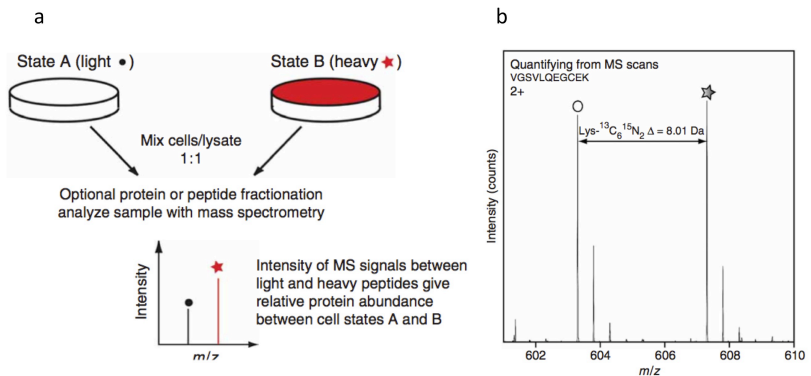 a
State A (light ●)
State B (heavy ★)
Mix cells/lysate
1:1
Optional protein or peptide fractionation
analyze sample with mass spectrometry
Intensity
m/z
Intensity of MS signals between
light and heavy peptides give
relative protein abundance
between cell states A and B
b
Quantifying from MS scans
VGSVLQEGCEK
2+
Lys-¹³C₆¹⁵N₂ Δ = 8.01 Da
Intensity (counts)
602 604 606 608 610
m/z